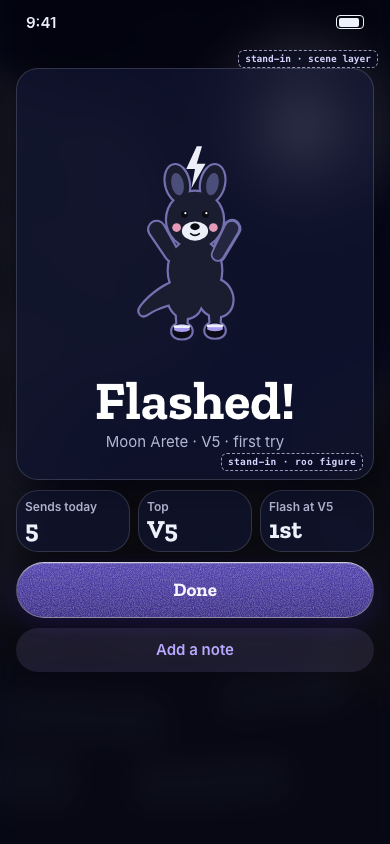 9:41
stand-in · scene layer
Flashed!
Moon Arete · V5 · first try
stand-in · roo figure
Sends today
5
Top
V5
Flash at V5
1st
Done
Add a note